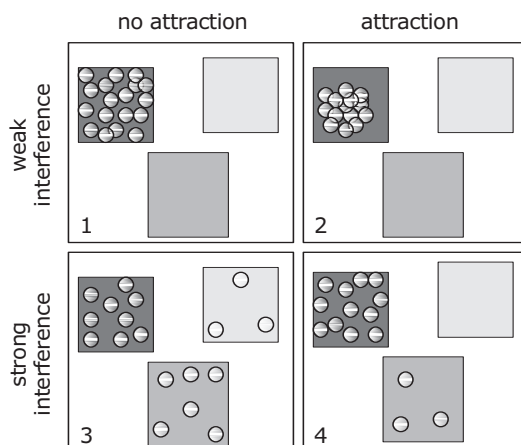 no attraction
attraction
weak
interference
1
2
strong
interference
3
4